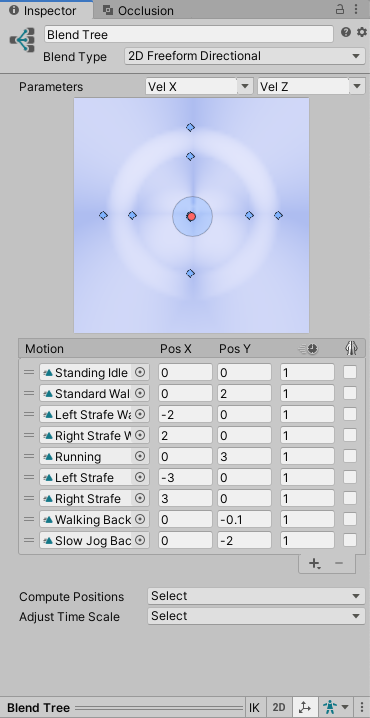 Inspector Occlusion
Blend Tree
Blend Type 2D Freeform Directional
Parameters Vel X Vel Z
Motion Pos X Pos Y
Standing Idle 0 0 1
Standard Wal 0 2 1
Left Strafe Wa -2 0 1
Right Strafe W 2 0 1
Running 0 3 1
Left Strafe -3 0 1
Right Strafe 3 0 1
Walking Back 0 -0.1 1
Slow Jog Bac 0 -2 1
+ −
Compute Positions Select
Adjust Time Scale Select
Blend Tree IK 2D